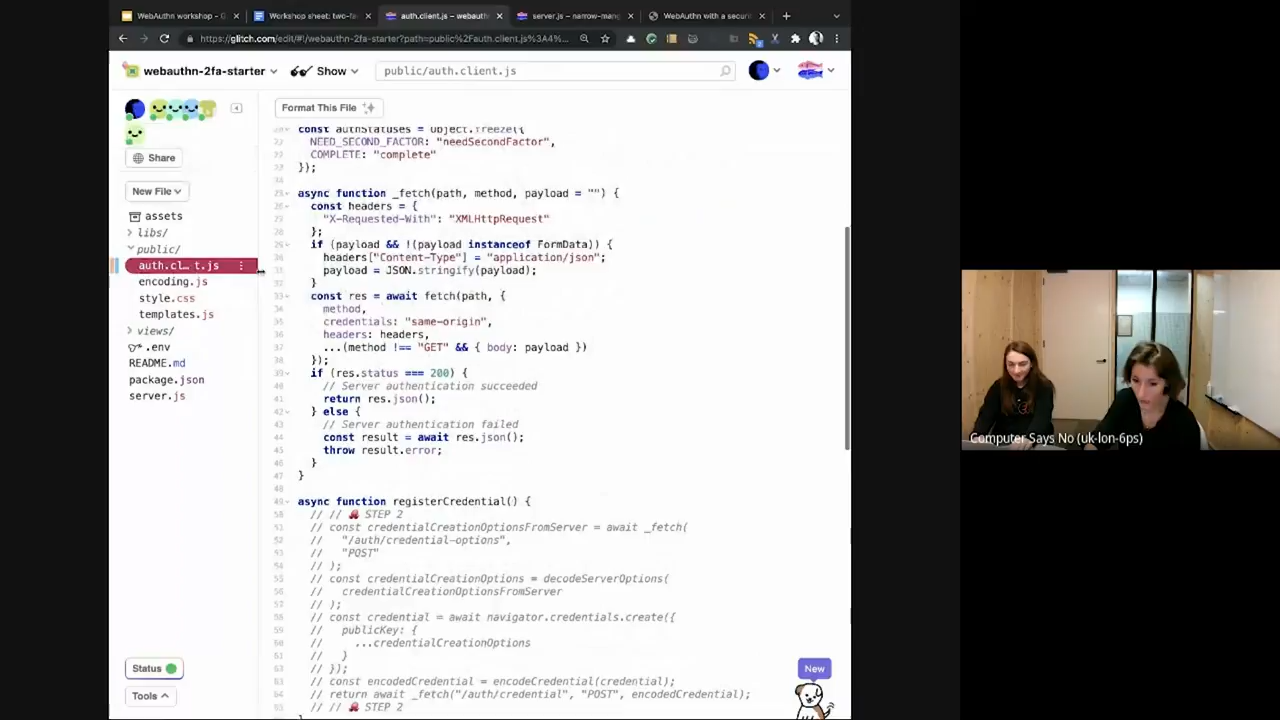 WebAuthn workshop - G
Workshop sheet: two-fa
auth.client.js – webauth
server.js – narrow-man
WebAuthn with a securi
https://glitch.com/edit/#!/webauthn-2fa-starter?path=public%2Fauth.client.js%3A4%...
webauthn-2fa-starter
Show
public/auth.client.js
Format This File
Share
New File
assets
libs/
public/
auth.cl… t.js
encoding.js
style.css
templates.js
views/
.env
README.md
package.json
server.js
Status
Tools
const authStatuses = Object.freeze({
NEED_SECOND_FACTOR: "needSecondFactor",
COMPLETE: "complete"
});
async function _fetch(path, method, payload = "") {
const headers = {
"X-Requested-With": "XMLHttpRequest"
};
if (payload && !(payload instanceof FormData)) {
headers["Content-Type"] = "application/json";
payload = JSON.stringify(payload);
}
const res = await fetch(path, {
method,
credentials: "same-origin",
headers: headers,
...(method !== "GET" && { body: payload })
});
if (res.status === 200) {
// Server authentication succeeded
return res.json();
} else {
// Server authentication failed
const result = await res.json();
throw result.error;
}
}
async function registerCredential() {
// // STEP 2
// const credentialCreationOptionsFromServer = await _fetch(
// "/auth/credential-options",
// "POST"
// );
// const credentialCreationOptions = decodeServerOptions(
// credentialCreationOptionsFromServer
// );
// const credential = await navigator.credentials.create({
// publicKey: {
// ...credentialCreationOptions
// }
// });
// const encodedCredential = encodeCredential(credential);
// return await _fetch("/auth/credential", "POST", encodedCredential);
// // STEP 2
New
Computer Says No (uk-lon-6ps)